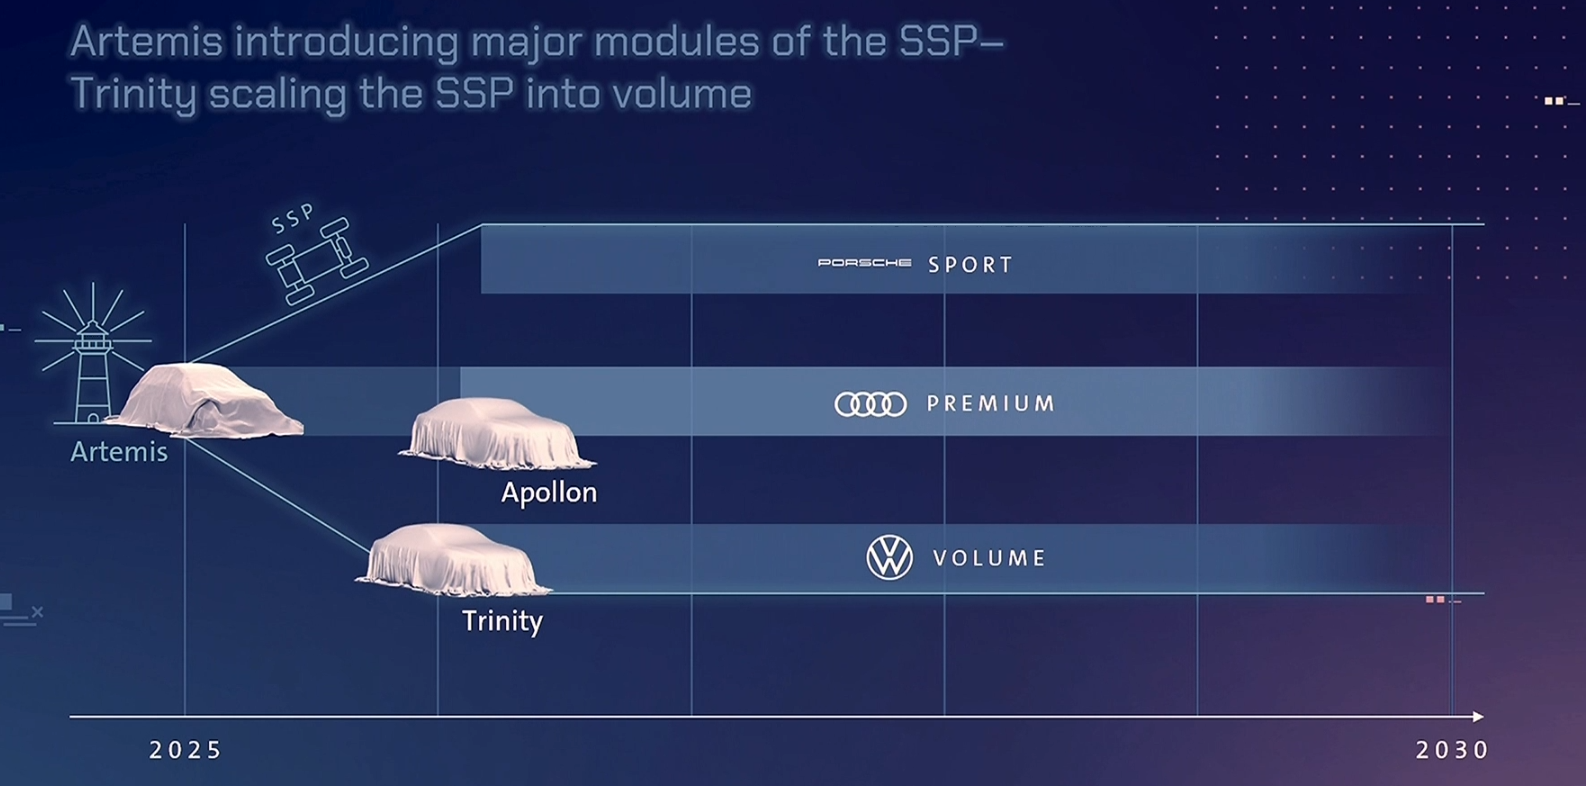 Artemis introducing major modules of the SSP–
Trinity scaling the SSP into volume
SSP
PORSCHE SPORT
Artemis
PREMIUM
Apollon
VW VOLUME
Trinity
2025
2030